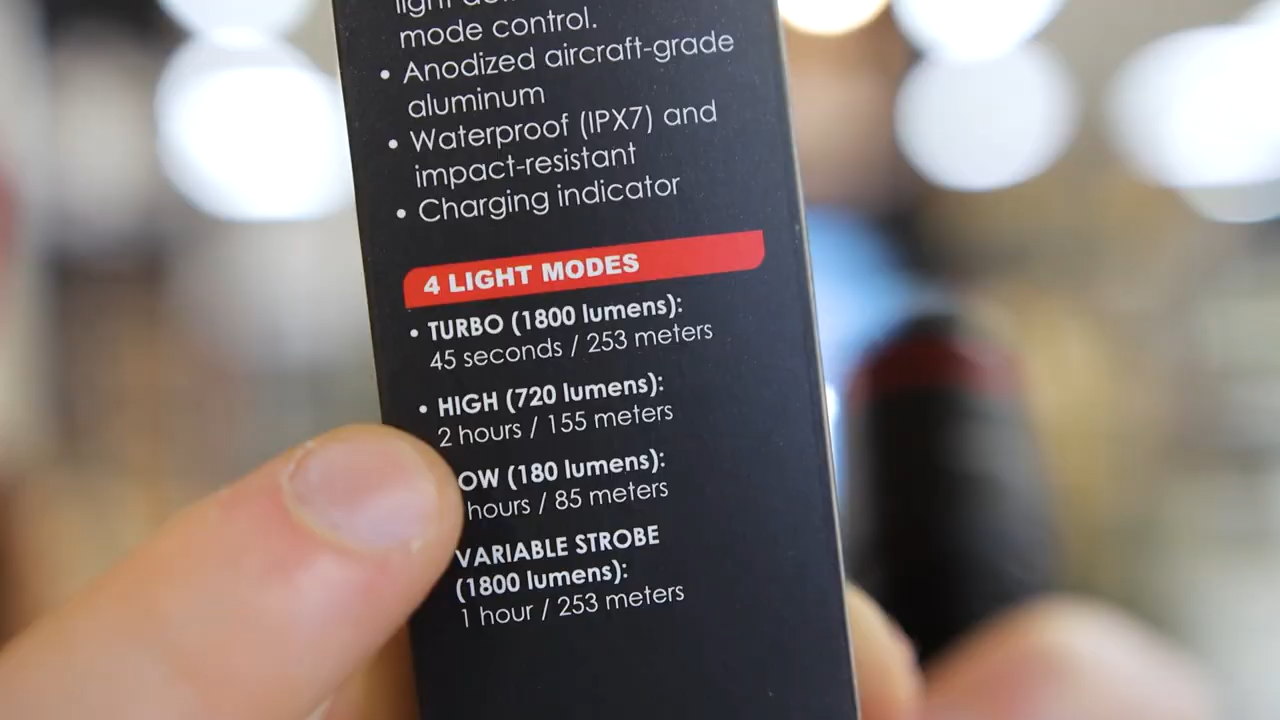 light
mode control.
• Anodized aircraft-grade
aluminum
• Waterproof (IPX7) and
impact-resistant
• Charging indicator
4 LIGHT MODES
• TURBO (1800 lumens):
45 seconds / 253 meters
• HIGH (720 lumens):
2 hours / 155 meters
OW (180 lumens):
hours / 85 meters
VARIABLE STROBE
(1800 lumens):
1 hour / 253 meters